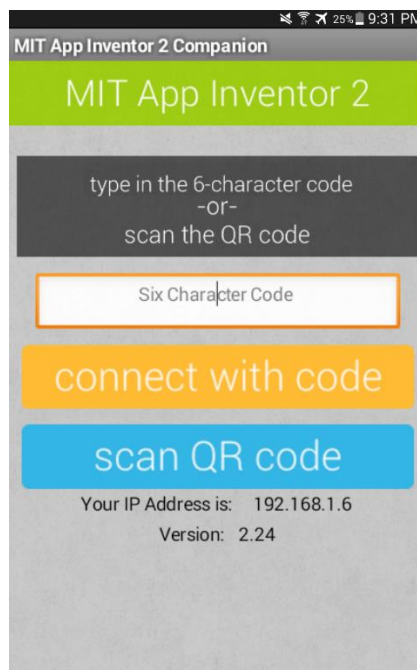 25% 9:31 PM
MIT App Inventor 2 Companion
MIT App Inventor 2
type in the 6-character code
-or-
scan the QR code
Six Character Code
connect with code
scan QR code
Your IP Address is: 192.168.1.6
Version: 2.24